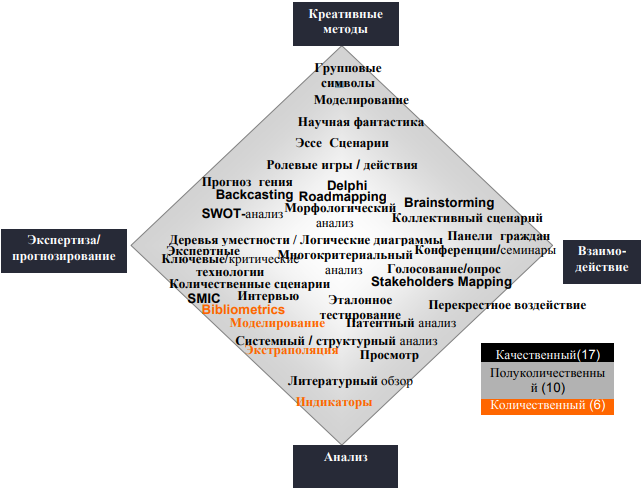 Креативные
методы
Групповые
символы
Моделирование
Научная фантастика
Эссе Сценарии
Ролевые игры / действия
Прогноз гения
Delphi
Backcasting
Roadmapping
Brainstorming
SWOT-анализ
Морфологический
анализ
Коллективный сценарий
Экспертиза/
прогнозирование
Деревья уместности / Логические диаграммы
Панели граждан
Взаимо-
действие
Экспертные
Многокритериальный
анализ
Конференции/семинары
Ключевые/критические
технологии
Голосование/опрос
Количественные сценарии
Stakeholders Mapping
SMIC
Интервью
Эталонное
тестирование
Перекрестное воздействие
Bibliometrics
Моделирование
Патентный анализ
Системный / структурный анализ
Экстраполяция
Просмотр
Качественный(17)
Полуколичественны
й (10)
Количественный (6)
Литературный обзор
Индикаторы
Анализ